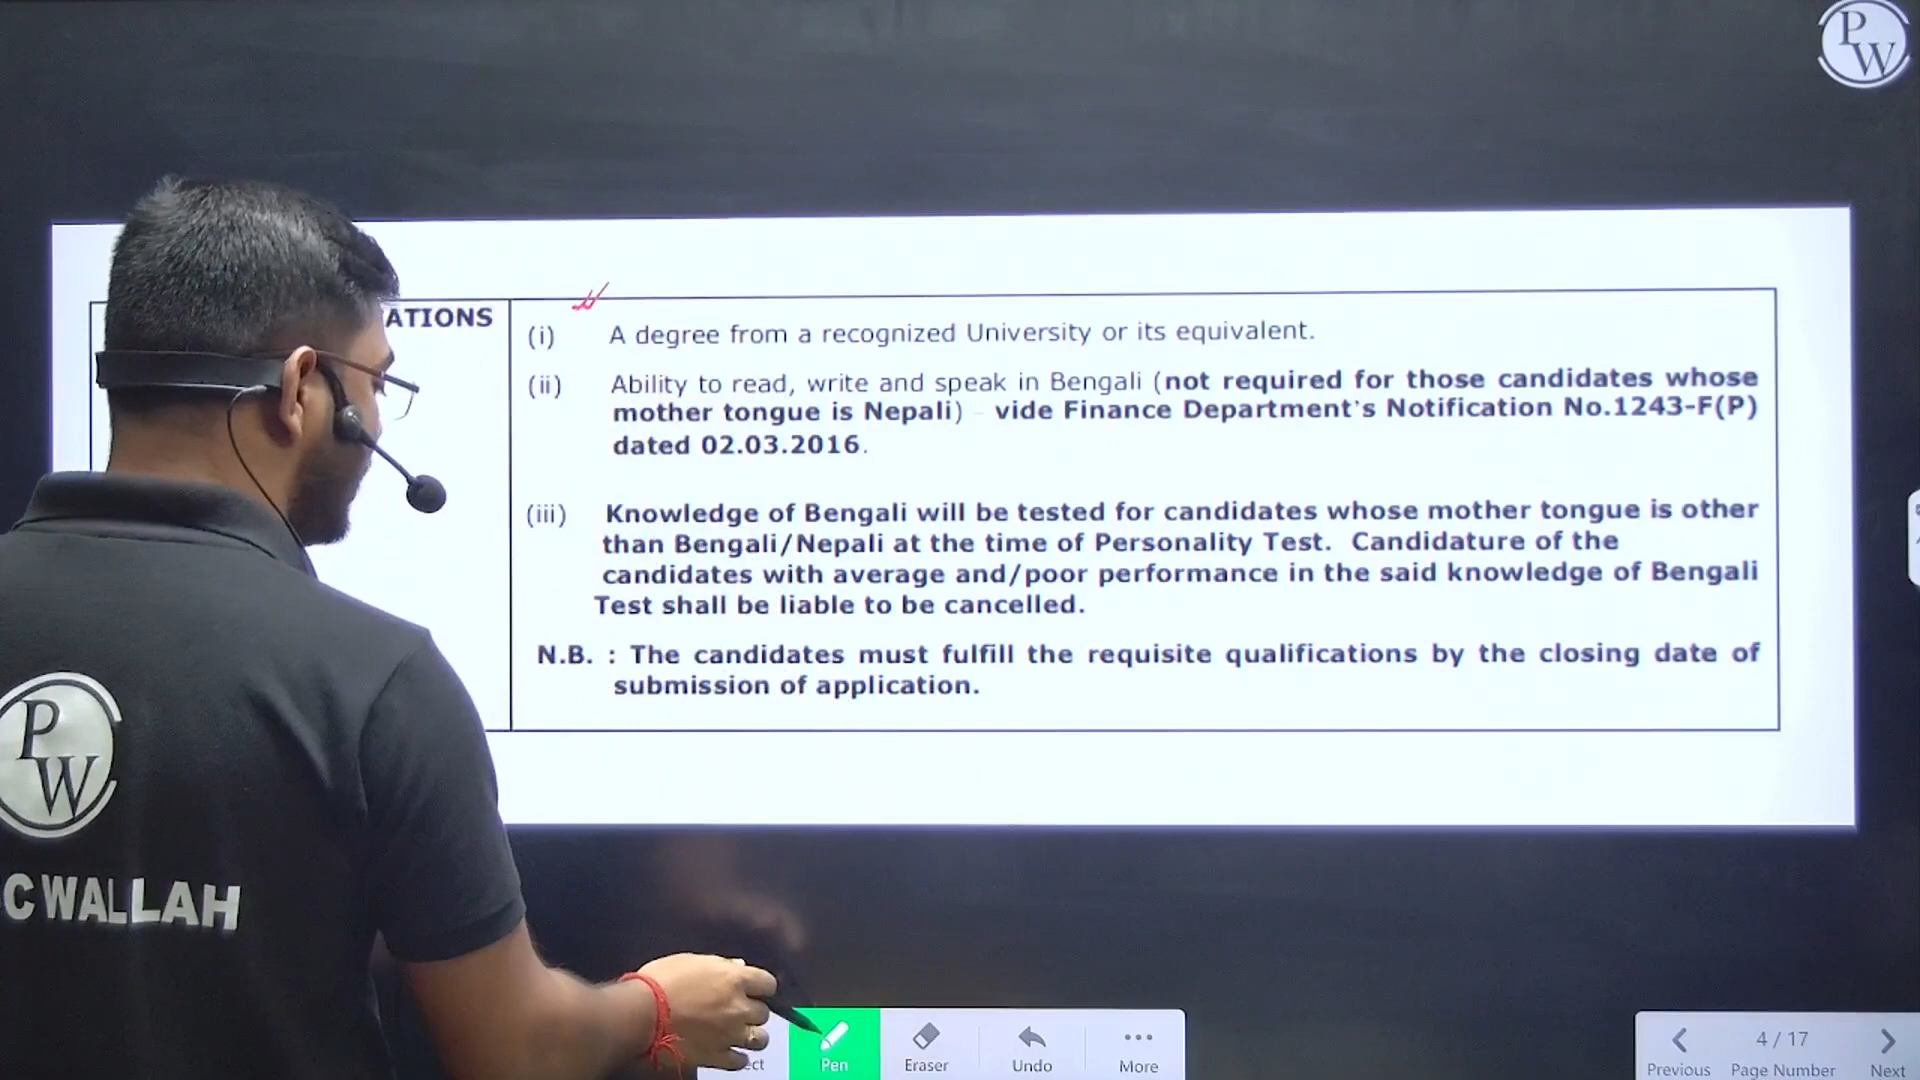 PW
ATIONS
(i) A degree from a recognized University or its equivalent.
(ii) Ability to read, write and speak in Bengali (not required for those candidates whose
mother tongue is Nepali) – vide Finance Department's Notification No.1243-F(P)
dated 02.03.2016.
(iii) Knowledge of Bengali will be tested for candidates whose mother tongue is other
than Bengali/Nepali at the time of Personality Test. Candidature of the
candidates with average and/poor performance in the said knowledge of Bengali
Test shall be liable to be cancelled.
N.B. : The candidates must fulfill the requisite qualifications by the closing date of
submission of application.
PW
C WALLAH
ect Pen Eraser Undo More
4 / 17
Previous Page Number Next